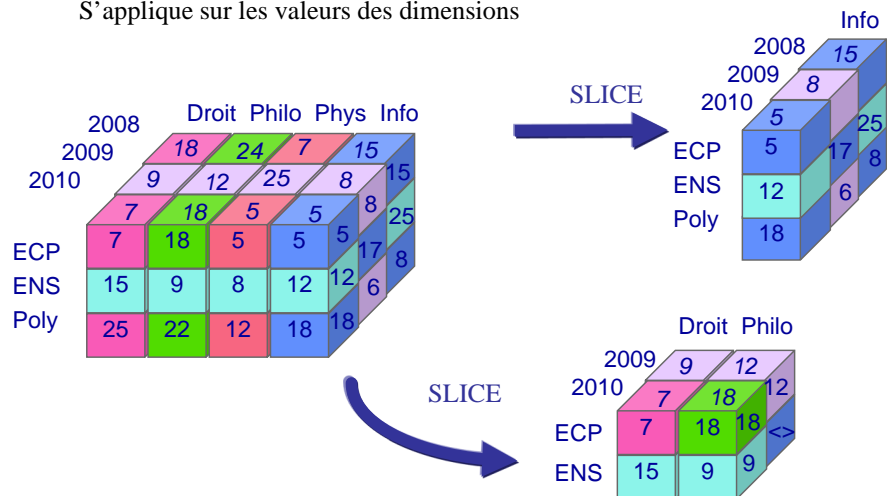 S'applique sur les valeurs des dimensions
Droit Philo Phys Info
2008
2009
2010
18 24 7 15
9 12 25 8
7 18 5 5
ECP 7 18 5 5
ENS 15 9 8 12
Poly 25 22 12 18
5 8 15
12 17 25
18 6 8
SLICE
Info
2008 15
2009 8
2010 5
ECP 5
ENS 12
Poly 18
25
17 8
6
SLICE
Droit Philo
2009 9 12
2010 7 18
ECP 7 18 18 12
ENS 15 9 9 <>